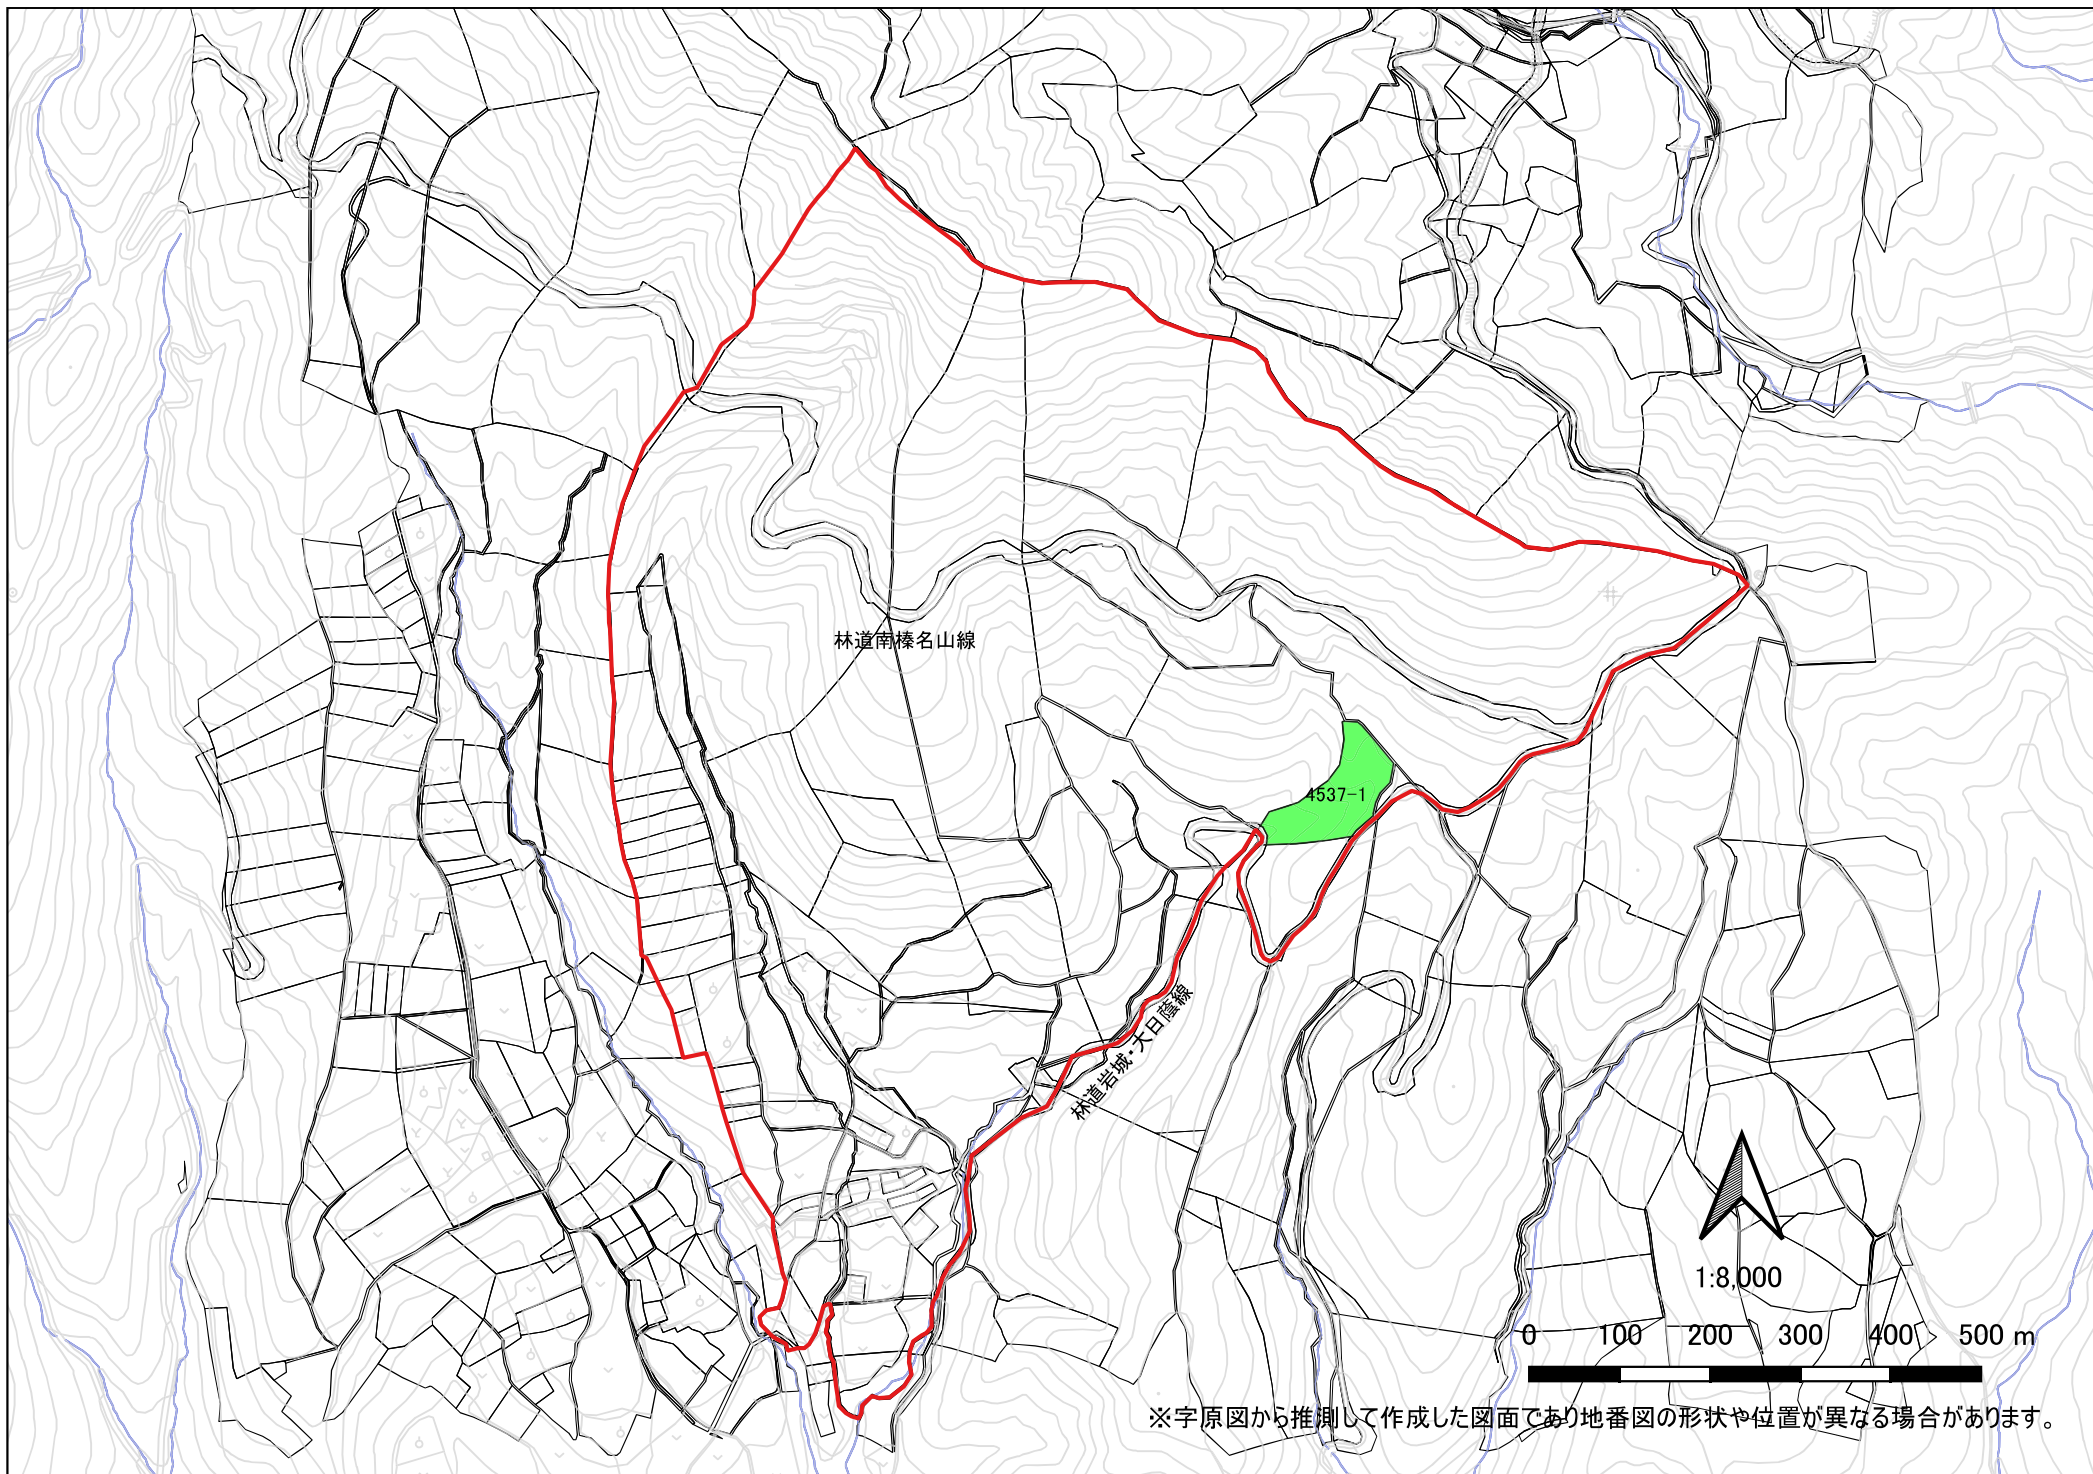 林道南榛名山線
4537-1
林道岩城・大日蔭線
1:8,000
0 100 200 300 400 500 m
※字原図から推測して作成した図面であり地番図の形状や位置が異なる場合があります。